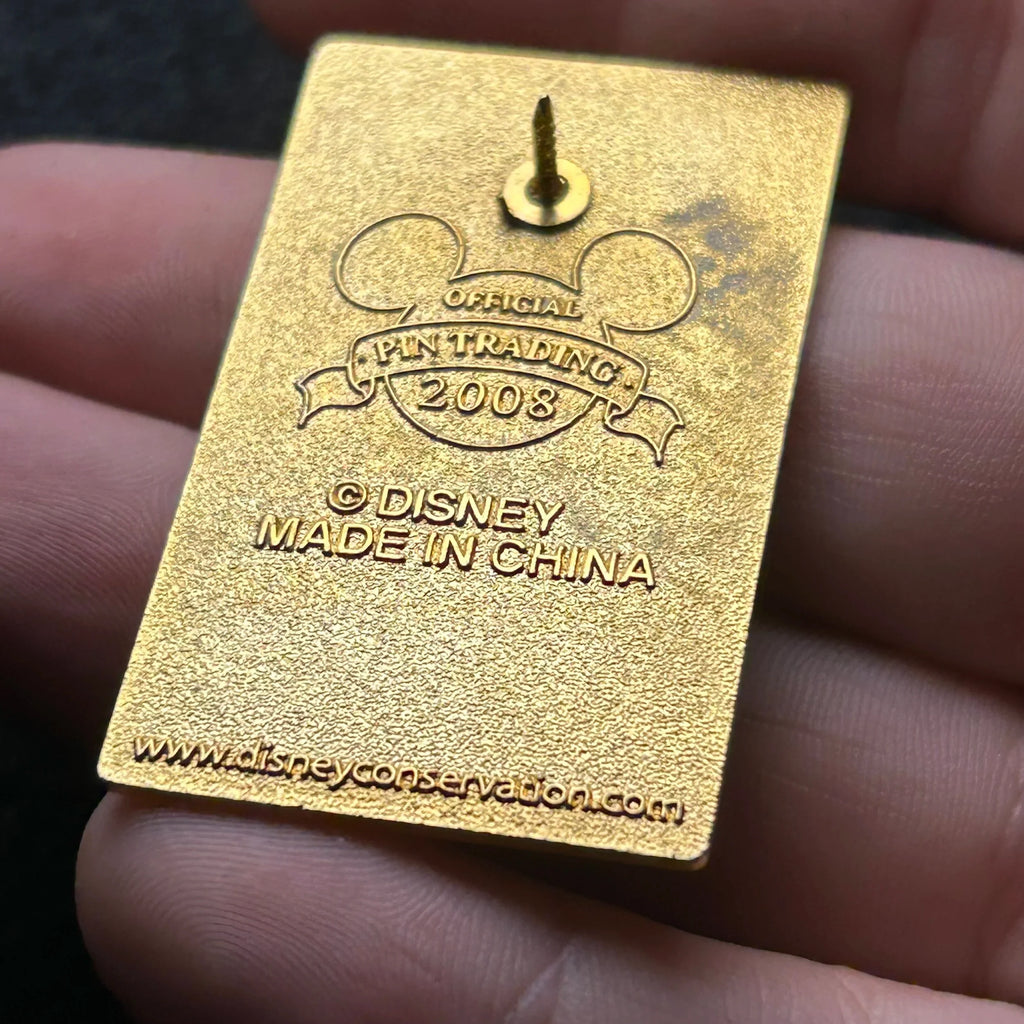 OFFICIAL
· PIN TRADING ·
2008
© DISNEY
MADE IN CHINA
www.disneyconservation.com